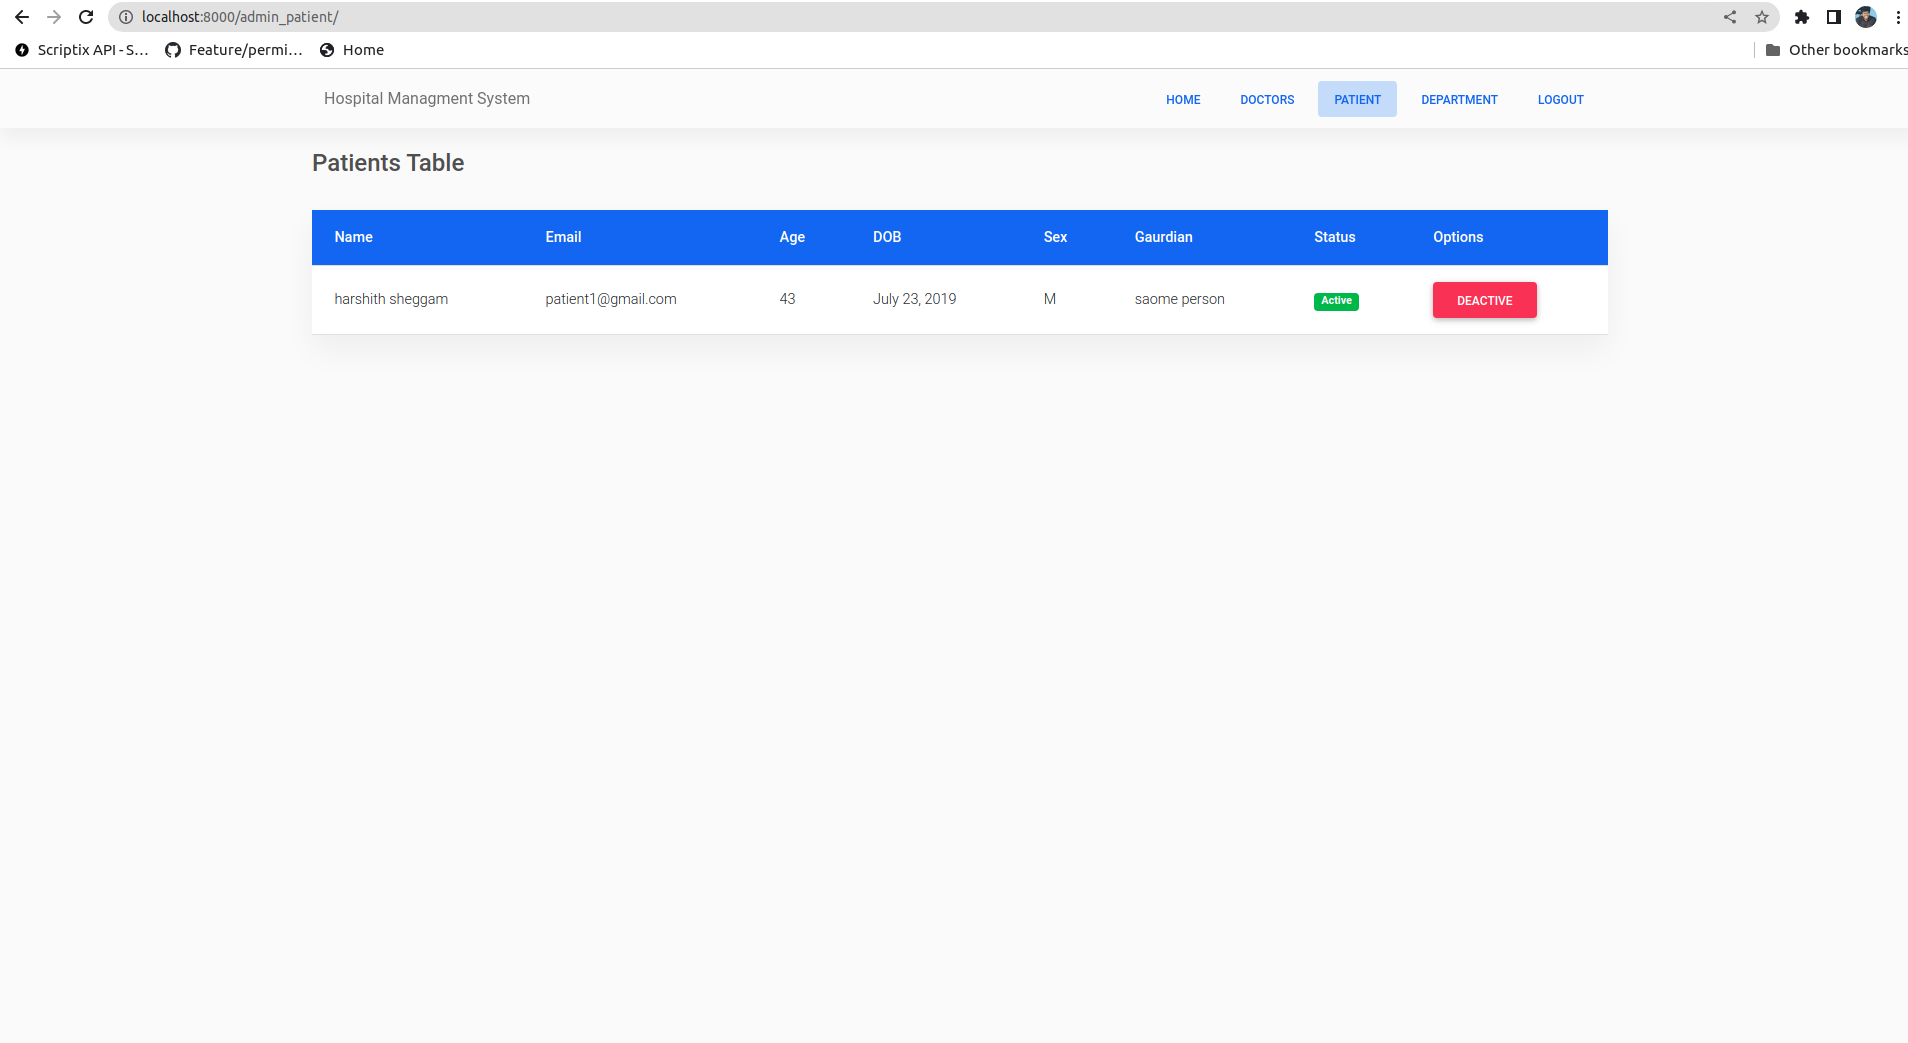 localhost:8000/admin_patient/
Scriptix API - S... Feature/permi... Home Other bookmarks
Hospital Managment System HOME DOCTORS PATIENT DEPARTMENT LOGOUT
Patients Table
Name Email Age DOB Sex Gaurdian Status Options
harshith sheggam patient1@gmail.com 43 July 23, 2019 M saome person Active DEACTIVE